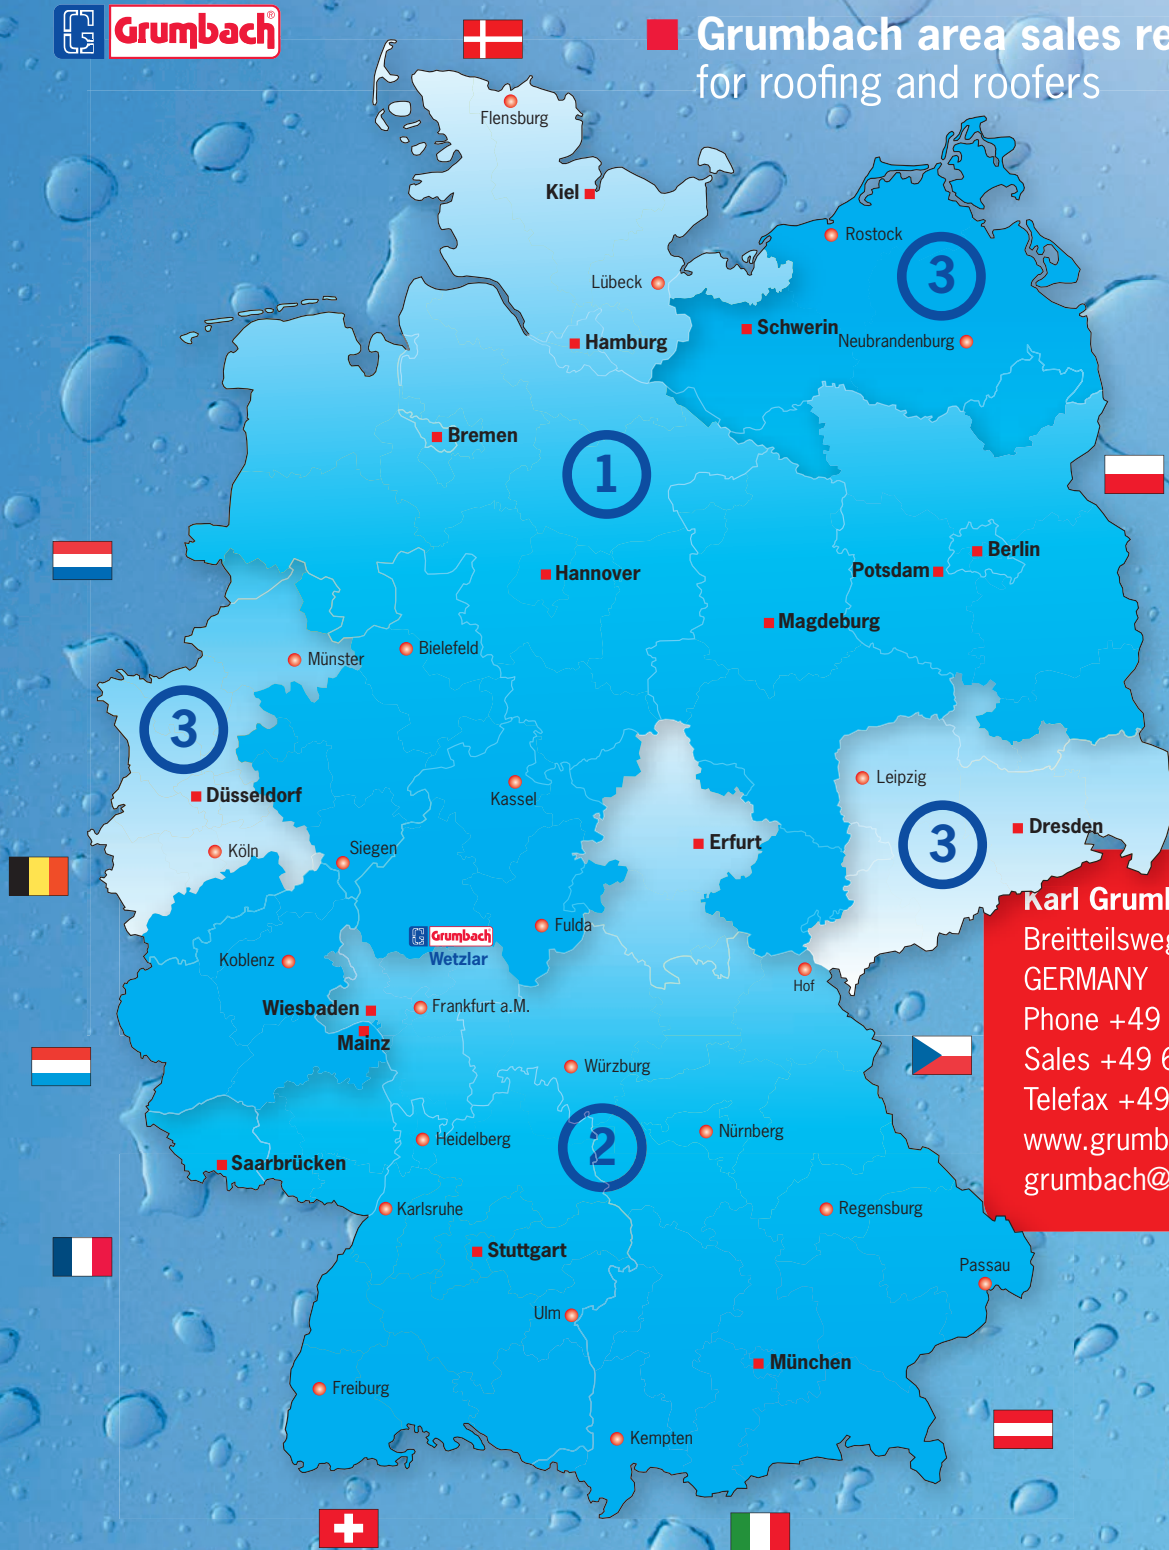 Grumbach®
Grumbach area sales re
for roofing and roofers
Flensburg
Kiel
Rostock
3
Lübeck
Schwerin
Hamburg
Neubrandenburg
Bremen
1
Berlin
Hannover
Potsdam
Magdeburg
Bielefeld
Münster
3
Leipzig
Düsseldorf
Kassel
Dresden
Erfurt
3
Köln
Siegen
Karl Grum
Fulda
Grumbach
Wetzlar
Breitteilsweg
Koblenz
Hof
GERMANY
Wiesbaden
Frankfurt a.M.
Phone +49
Mainz
Würzburg
Sales +49 6
Telefax +49
Nürnberg
Heidelberg
2
www.grumb
Saarbrücken
grumbach@
Karlsruhe
Regensburg
Stuttgart
Passau
Ulm
München
Freiburg
Kempten